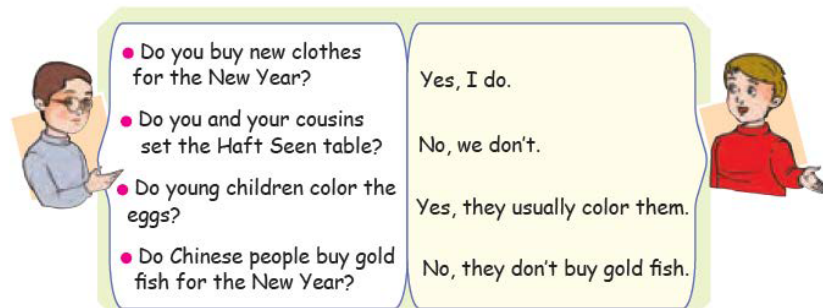 Do you buy new clothes
for the New Year?
Yes, I do.
Do you and your cousins
set the Haft Seen table?
No, we don't.
Do young children color the
eggs?
Yes, they usually color them.
Do Chinese people buy gold
fish for the New Year?
No, they don't buy gold fish.